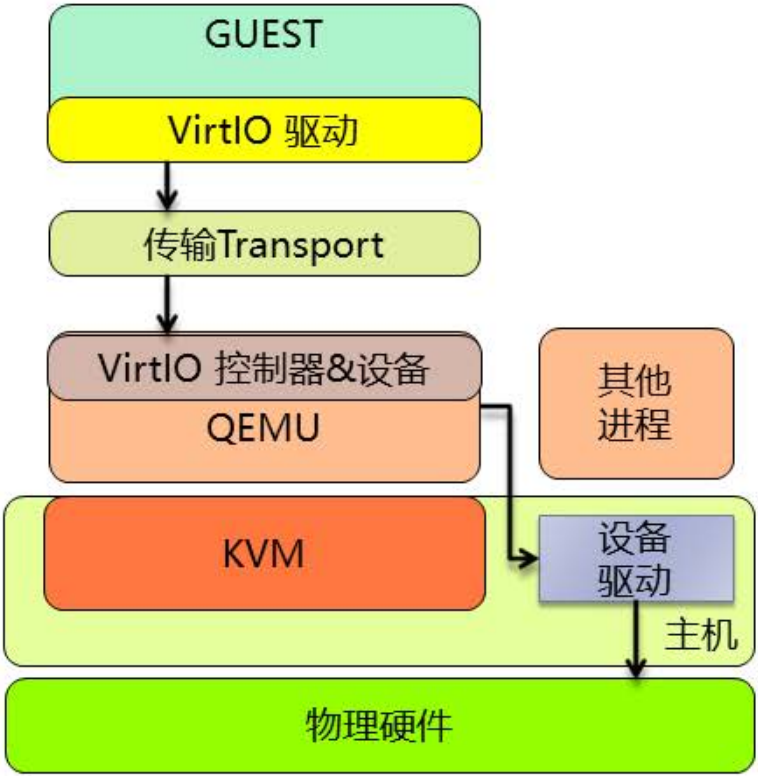 GUEST
VirtIO 驱动
传输Transport
VirtIO 控制器&设备
QEMU
其他
进程
KVM
设备
驱动
主机
物理硬件